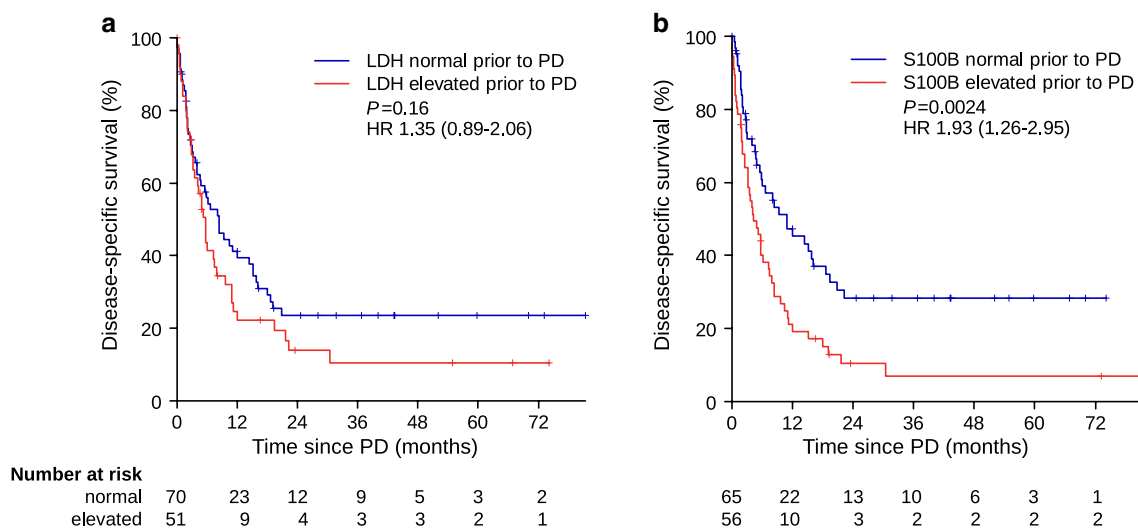 a
100
80
60
40
20
0
Disease-specific survival (%)
LDH normal prior to PD
LDH elevated prior to PD
P=0.16
HR 1.35 (0.89-2.06)
0 12 24 36 48 60 72
Time since PD (months)
b
100
80
60
40
20
0
Disease-specific survival (%)
S100B normal prior to PD
S100B elevated prior to PD
P=0.0024
HR 1.93 (1.26-2.95)
0 12 24 36 48 60 72
Time since PD (months)
Number at risk
normal 70 23 12 9 5 3 2 65 22 13 10 6 3 1
elevated 51 9 4 3 3 2 1 56 10 3 2 2 2 2